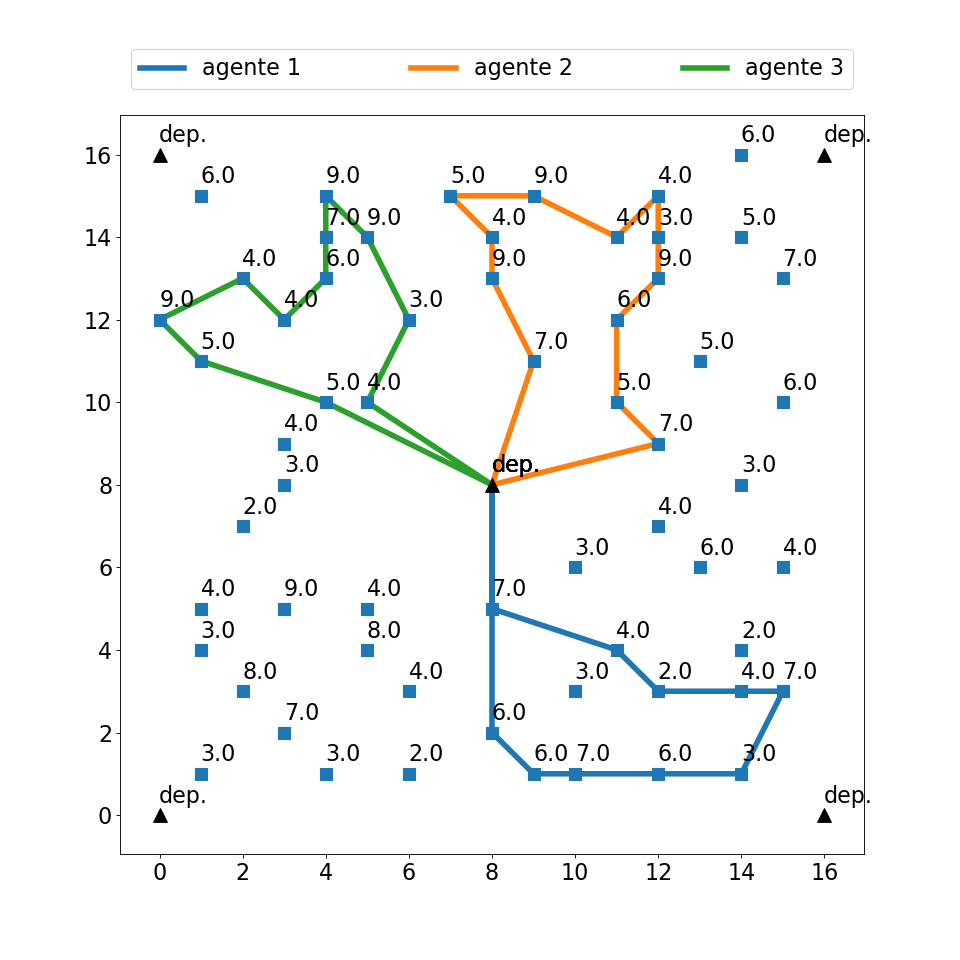 agente 1 agente 2 agente 3
dep. 6.0 dep.
16
6.0 9.0 5.0 9.0 4.0
7.0 9.0 4.0 4.0 3.0 5.0
14
4.0 6.0 9.0 9.0 7.0
9.0 4.0 3.0 6.0
12
5.0 7.0 5.0
5.0 4.0 5.0 6.0
10
4.0 7.0
3.0 dep. 3.0
8
2.0 4.0
3.0 6.0 4.0
6
4.0 9.0 4.0 7.0
3.0 8.0 4.0 2.0
4
8.0 4.0 3.0 2.0 4.0 7.0
7.0 6.0
2
3.0 3.0 2.0 6.0 7.0 6.0 3.0
dep. dep.
0
0 2 4 6 8 10 12 14 16